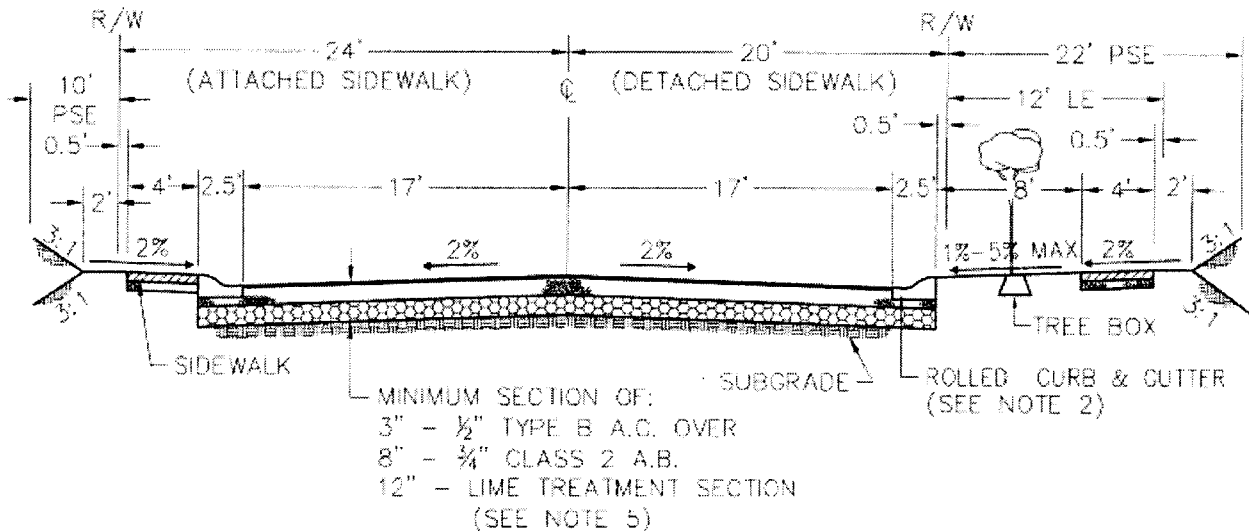 R/W
R/W
24'
20'
22' PSE
(ATTACHED SIDEWALK)
℄
(DETACHED SIDEWALK)
10'
PSE
12' LE
0.5'
0.5'
0.5'
2'
4'
2.5'
17'
17'
2.5'
8'
4'
2'
3:1
2%
2%
2%
1%-5% MAX
2%
3:1
3:1
3:1
TREE BOX
SIDEWALK
SUBGRADE
ROLLED CURB & GUTTER
(SEE NOTE 2)
MINIMUM SECTION OF:
3" - ½" TYPE B A.C. OVER
8" - ¾" CLASS 2 A.B.
12" - LIME TREATMENT SECTION
(SEE NOTE 5)